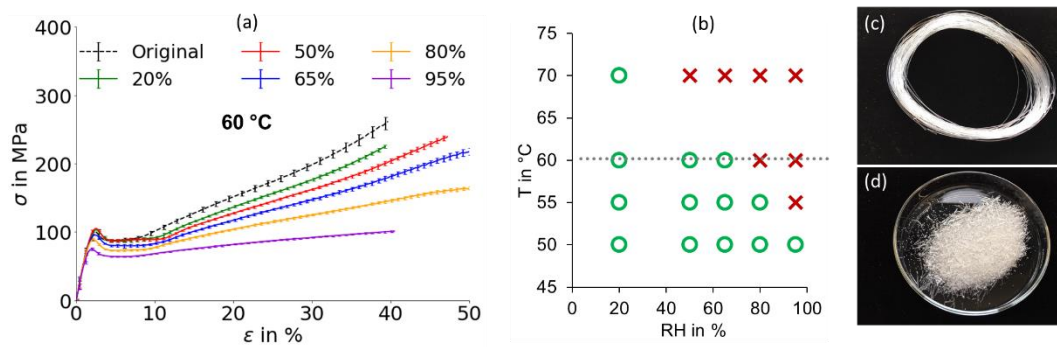 (a)
400
300
200
100
0
σ in MPa
Original
20%
50%
65%
80%
95%
60 °C
0
10
20
30
40
50
ε in %
(b)
75
70
65
60
55
50
45
T in °C
0
20
40
60
80
100
RH in %
(c)
(d)